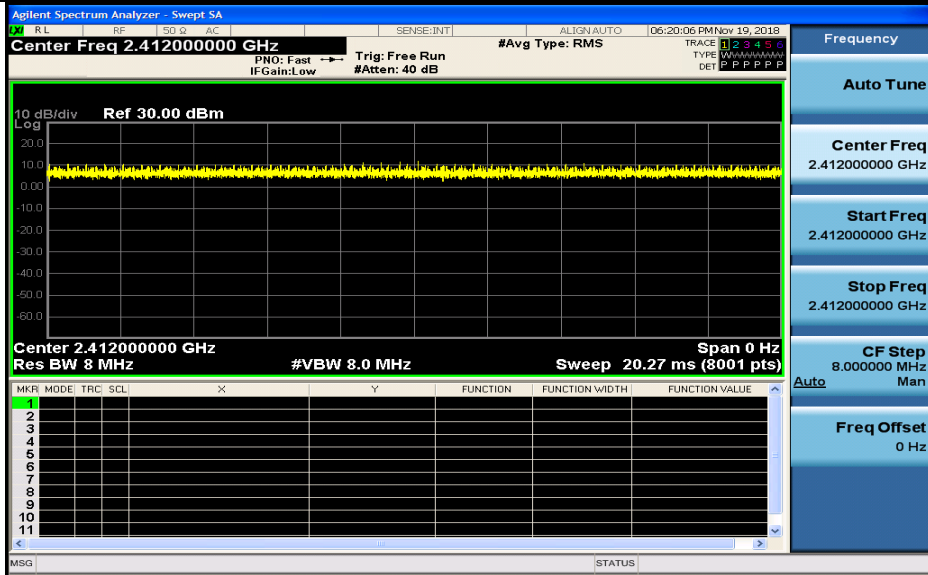 Agilent Spectrum Analyzer - Swept SA
LXI RL RF 50 Ω AC SENSE:INT ALIGN AUTO 06:20:06 PM Nov 19, 2018
Center Freq 2.412000000 GHz #Avg Type: RMS TRACE 1 2 3 4 5 6
PNO: Fast Trig: Free Run TYPE WWWWWW
IFGain:Low #Atten: 40 dB DET P P P P P P
10 dB/div Ref 30.00 dBm
Log
20.0
10.0
0.00
-10.0
-20.0
-30.0
-40.0
-50.0
-60.0
Center 2.412000000 GHz Span 0 Hz
Res BW 8 MHz #VBW 8.0 MHz Sweep 20.27 ms (8001 pts)
MKR MODE TRC SCL X Y FUNCTION FUNCTION WIDTH FUNCTION VALUE
1
2
3
4
5
6
7
8
9
10
11
MSG STATUS
Frequency
Auto Tune
Center Freq
2.412000000 GHz
Start Freq
2.412000000 GHz
Stop Freq
2.412000000 GHz
CF Step
8.000000 MHz
Auto Man
Freq Offset
0 Hz